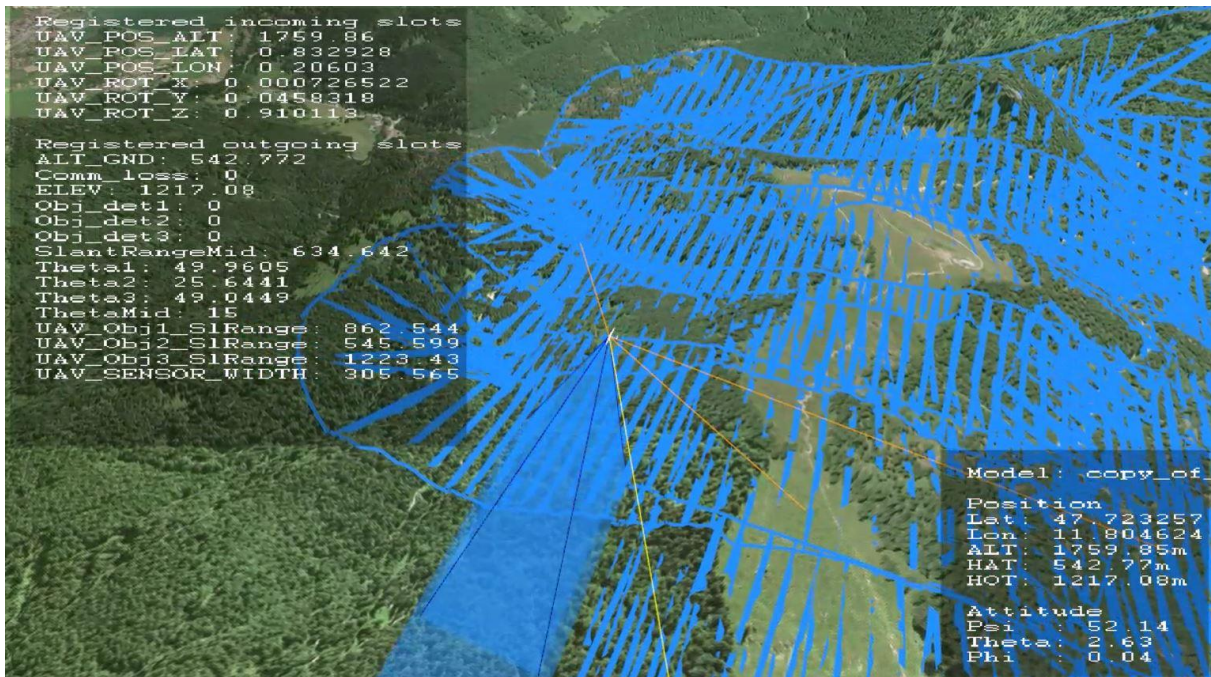 Registered incoming slots
UAV_POS_ALT: 1759.86
UAV_POS_LAT: 0.832928
UAV_POS_LON: 0.20603
UAV_ROT_X: 0.000726522
UAV_ROT_Y: 0.0458318
UAV_ROT_Z: 0.910113
Registered outgoing slots
ALT_GND: 542.772
Comm_loss: 0
ELEV: 1217.08
Obj_det1: 0
Obj_det2: 0
Obj_det3: 0
SlantRangeMid: 634.642
Theta1: 49.9605
Theta2: 25.6441
Theta3: 49.0449
ThetaMid: 15
UAV_Obj1_SlRange: 862.544
UAV_Obj2_SlRange: 545.599
UAV_Obj3_SlRange: 1223.43
UAV_SENSOR_WIDTH: 305.565
Model: copy_of_
Position
Lat: 47.723257
Lon: 11.804624
ALT: 1759.85m
HAT: 542.77m
HOT: 1217.08m
Attitude
Psi : 52.14
Theta: 2.63
Phi : 0.04